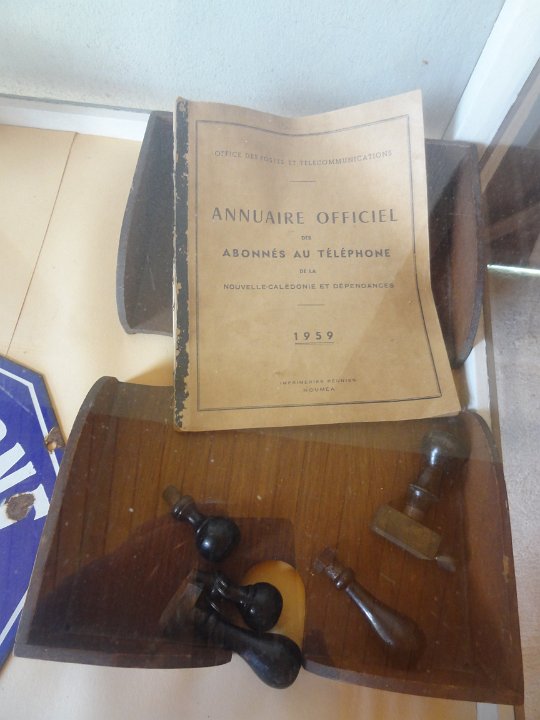 OFFICE DES POSTES ET TÉLÉCOMMUNICATIONS
ANNUAIRE OFFICIEL
DES
ABONNÉS AU TÉLÉPHONE
DE LA
NOUVELLE-CALÉDONIE ET DÉPENDANCES
1959
IMPRIMERIES RÉUNIES
NOUMÉA